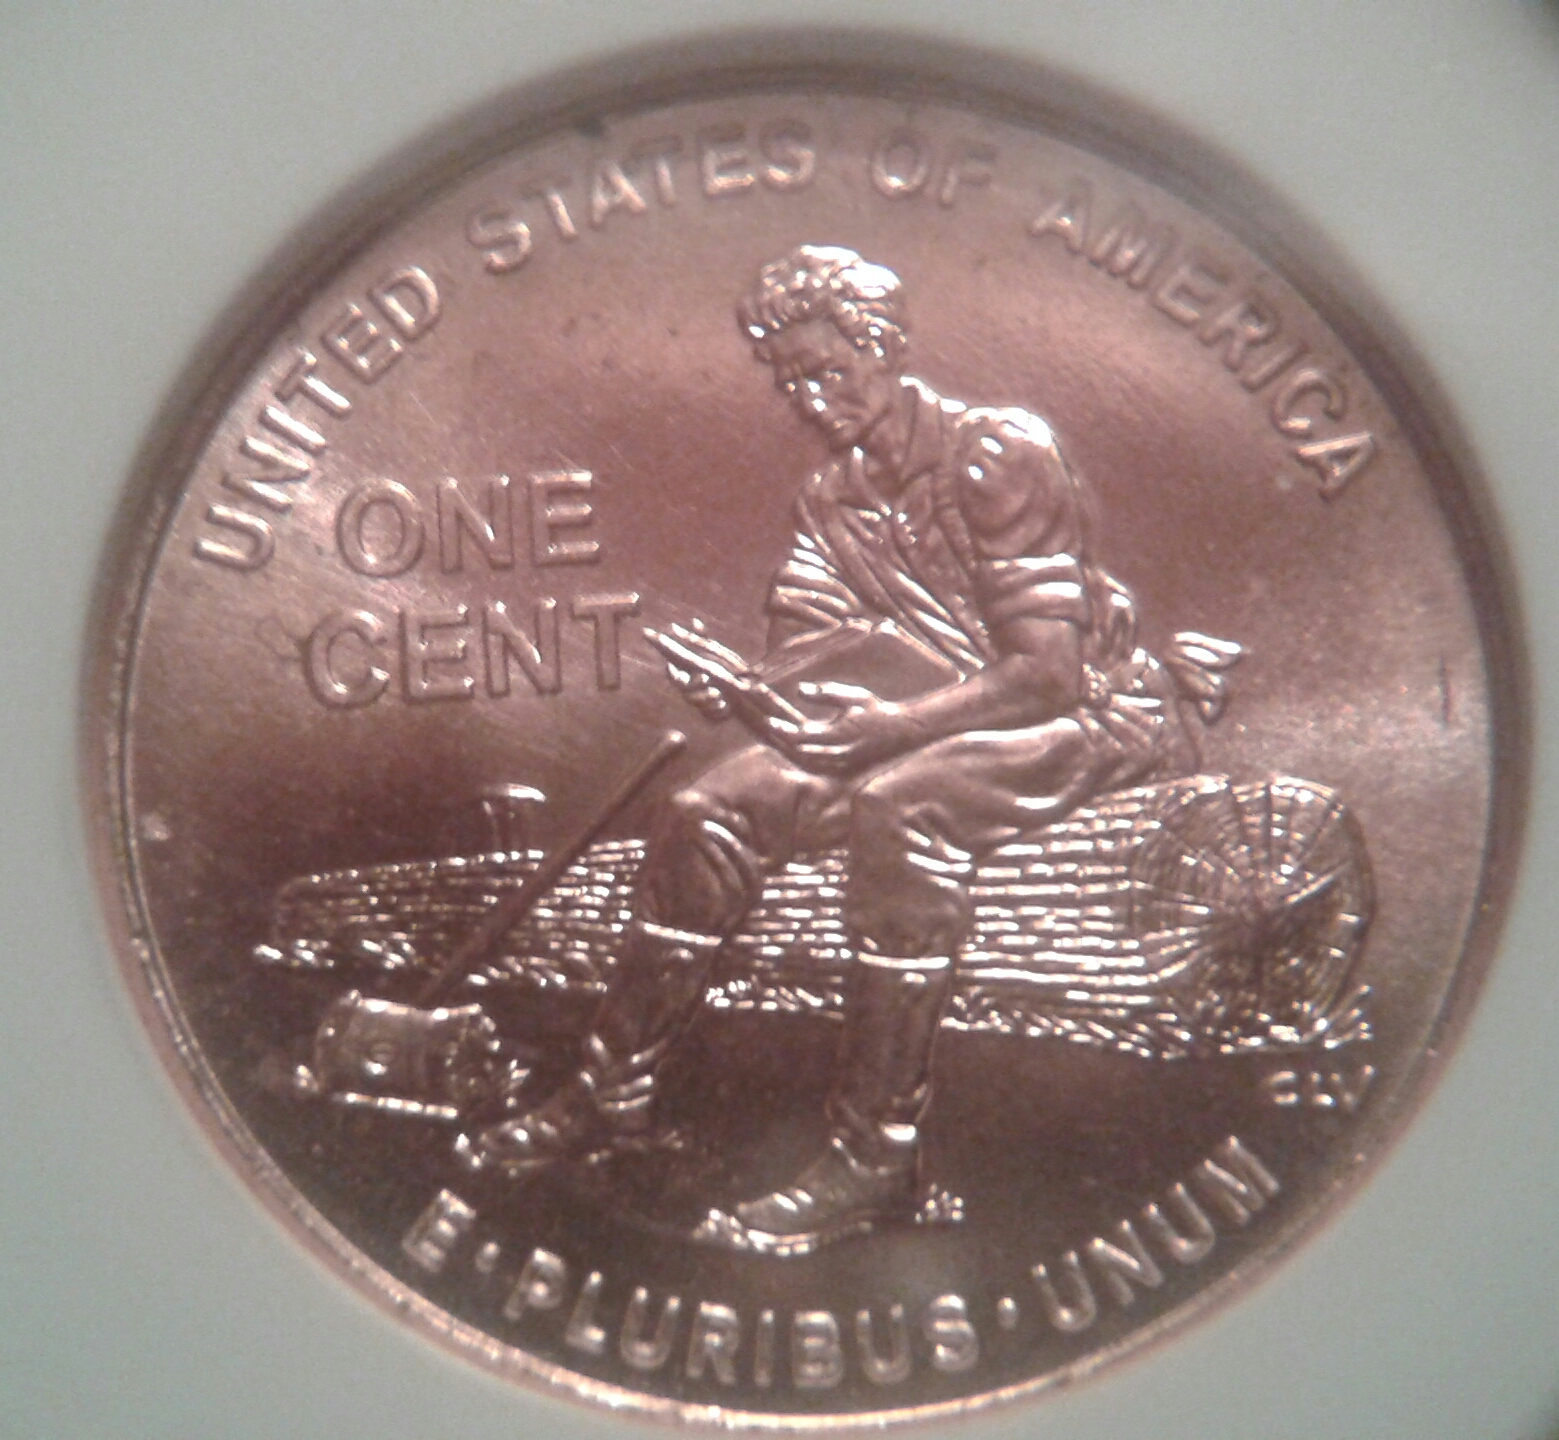 UNITED STATES OF AMERICA
ONE
CENT
E·PLURIBUS·UNUM